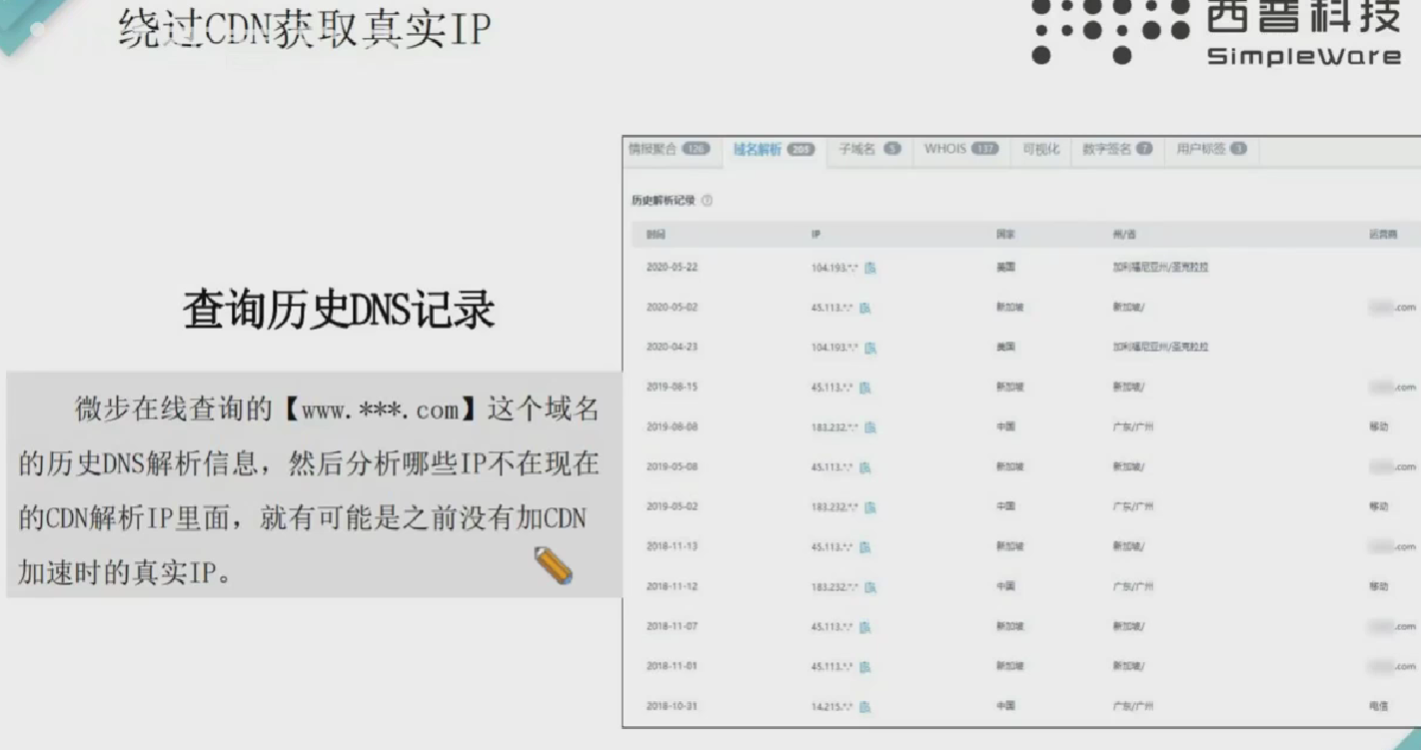 绕过CDN获取真实IP
西普科技
SimpleWare
查询历史DNS记录
微步在线查询的【www.***.com】这个域名
的历史DNS解析信息，然后分析哪些IP不在现在
的CDN解析IP里面，就有可能是之前没有加CDN
加速时的真实IP。
情报聚合 126 域名解析 203 子域名 5 WHOIS 137 可视化 数字签名 7 用户标签 3
历史解析记录 ?
时间 IP 国家 州/省 运营商
2020-05-22 104.193.*.* 美国 加利福尼亚州/圣克拉拉
2020-05-02 45.113.*.* 新加坡 新加坡/ .com
2020-04-23 104.193.*.* 美国 加利福尼亚州/圣克拉拉
2019-08-15 45.113.*.* 新加坡 新加坡/ .com
2019-08-08 183.232.*.* 中国 广东/广州 移动
2019-05-08 45.113.*.* 新加坡 新加坡/ .com
2019-05-02 183.232.*.* 中国 广东/广州 移动
2018-11-13 45.113.*.* 新加坡 新加坡/ .com
2018-11-12 183.232.*.* 中国 广东/广州 移动
2018-11-07 45.113.*.* 新加坡 新加坡/ .com
2018-11-01 45.113.*.* 新加坡 新加坡/ .com
2018-10-31 14.215.*.* 中国 广东/广州 电信